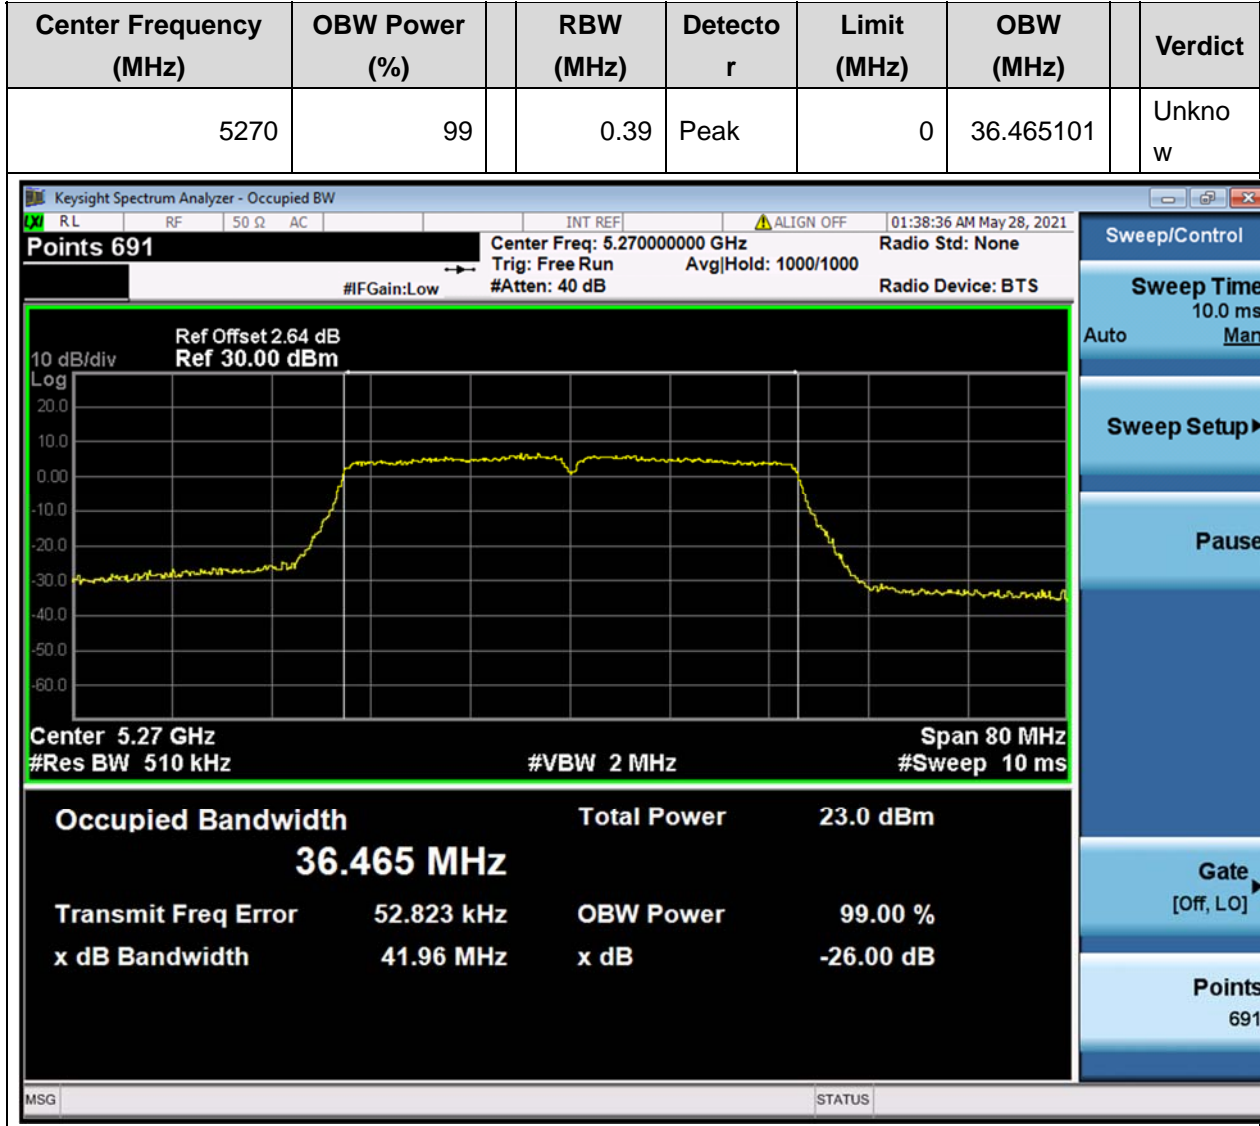 Center Frequency (MHz) OBW Power (%) RBW (MHz) Detecto r Limit (MHz) OBW (MHz) Verdict
5270 99 0.39 Peak 0 36.465101 Unkno w
Keysight Spectrum Analyzer - Occupied BW
LXI RL RF 50 Ω AC INT REF ALIGN OFF 01:38:36 AM May 28, 2021
Points 691
Center Freq: 5.270000000 GHz Radio Std: None
Trig: Free Run Avg|Hold: 1000/1000
#IFGain:Low #Atten: 40 dB Radio Device: BTS
Ref Offset 2.64 dB
10 dB/div Ref 30.00 dBm
Log
20.0
10.0
0.00
-10.0
-20.0
-30.0
-40.0
-50.0
-60.0
Center 5.27 GHz Span 80 MHz
#Res BW 510 kHz #VBW 2 MHz #Sweep 10 ms
Occupied Bandwidth Total Power 23.0 dBm
36.465 MHz
Transmit Freq Error 52.823 kHz OBW Power 99.00 %
x dB Bandwidth 41.96 MHz x dB -26.00 dB
MSG STATUS
Sweep/Control
Sweep Time
10.0 ms
Auto Man
Sweep Setup
Pause
Gate
[Off, LO]
Points
691